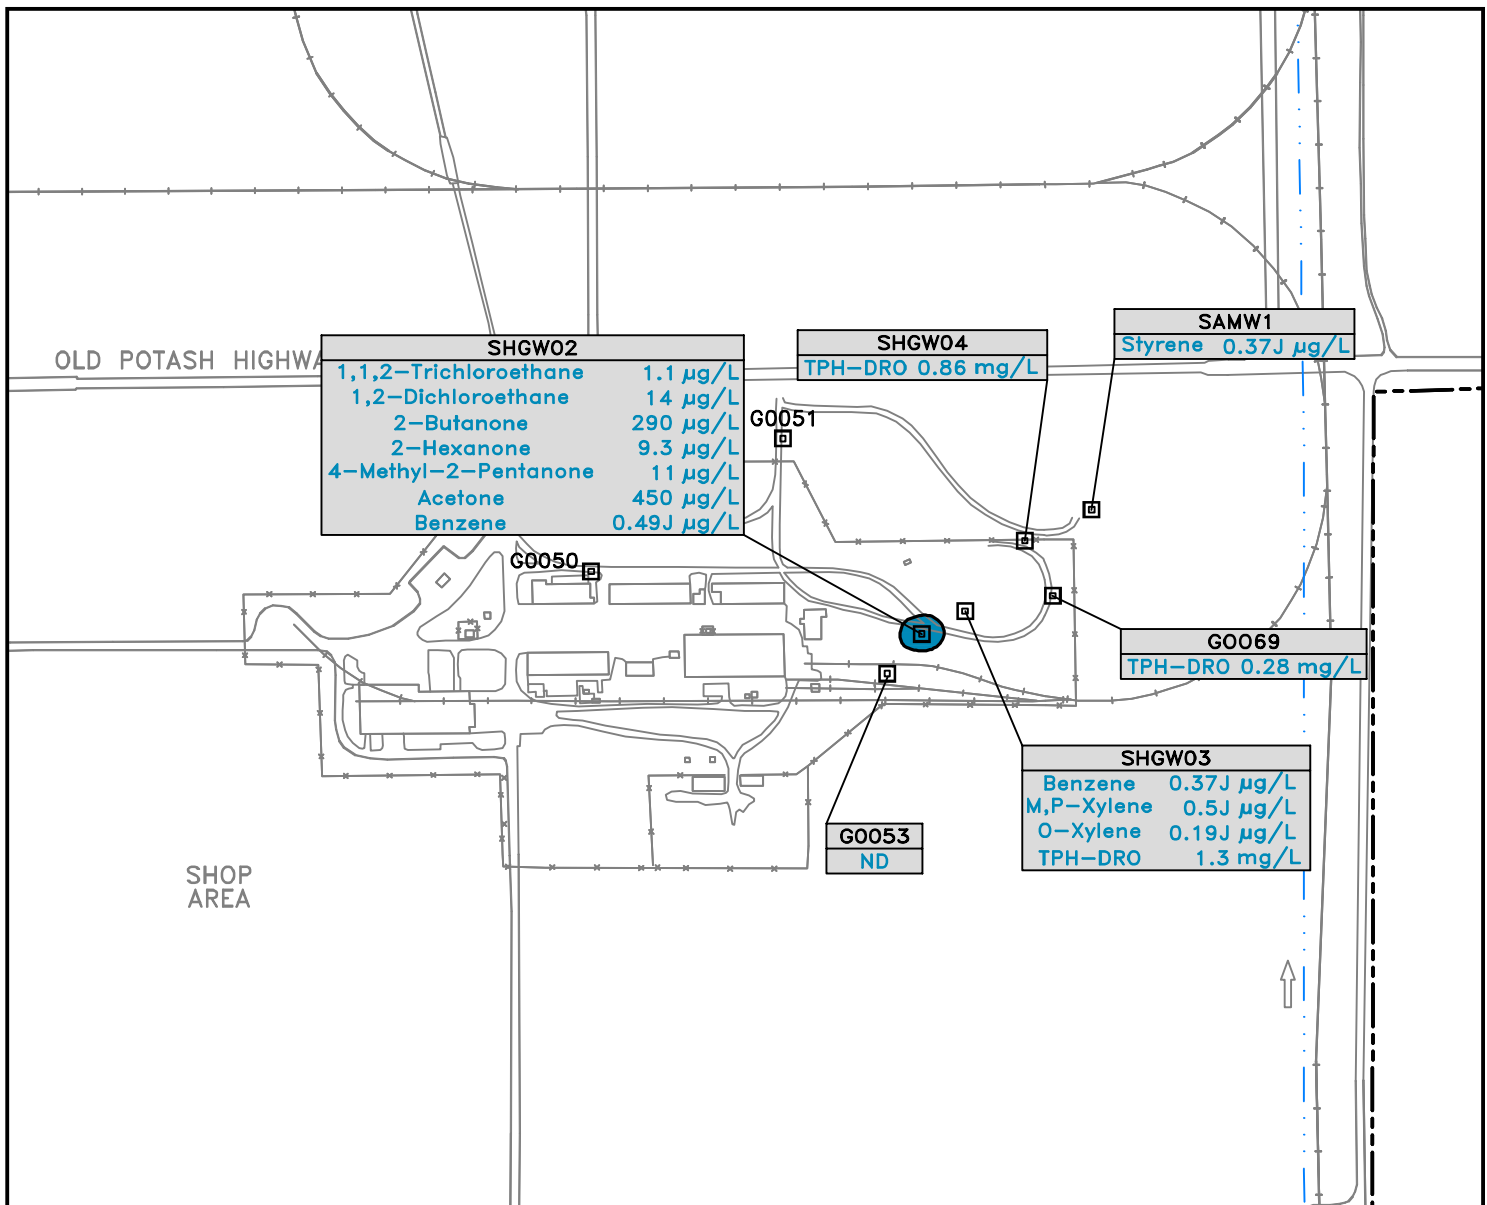 SAMW1
Styrene 0.37J µg/L
SHGW04
TPH-DRO 0.86 mg/L
SHGW02
1,1,2-Trichloroethane 1.1 µg/L
1,2-Dichloroethane 14 µg/L
2-Butanone 290 µg/L
2-Hexanone 9.3 µg/L
4-Methyl-2-Pentanone 11 µg/L
Acetone 450 µg/L
Benzene 0.49J µg/L
OLD POTASH HIGHWA
G0051
G0050
G0069
TPH-DRO 0.28 mg/L
SHGW03
Benzene 0.37J µg/L
M,P-Xylene 0.5J µg/L
O-Xylene 0.19J µg/L
TPH-DRO 1.3 mg/L
G0053
ND
SHOP
AREA